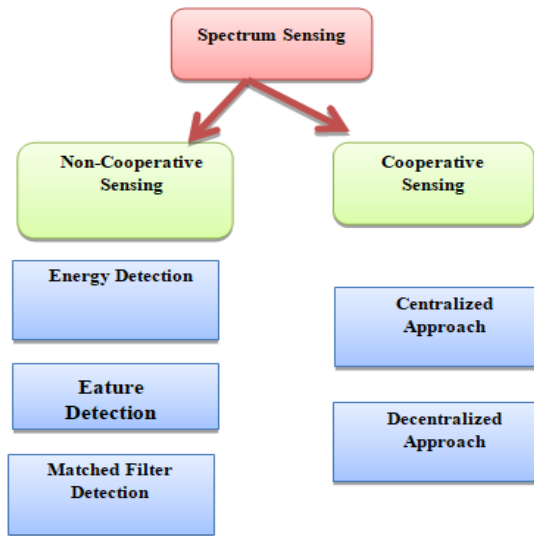 Spectrum Sensing
Non-Cooperative
Sensing
Energy Detection
Eature
Detection
Matched Filter
Detection
Cooperative
Sensing
Centralized
Approach
Decentralized
Approach